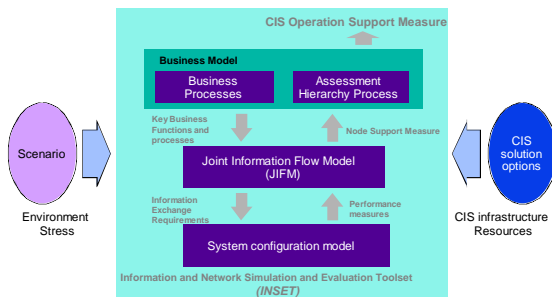 CIS Operation Support Measure
Business Model
Business
Processes
Assessment
Hierarchy Process
Key Business
Functions and
processes
Node Support Measure
Scenario
Joint Information Flow Model
(JIFM)
CIS
solution
options
Environment
Stress
Information
Exchange
Requirements
Performance
measures
CIS infrastructure
Resources
System configuration model
Information and Network Simulation and Evaluation Toolset
(INSET)